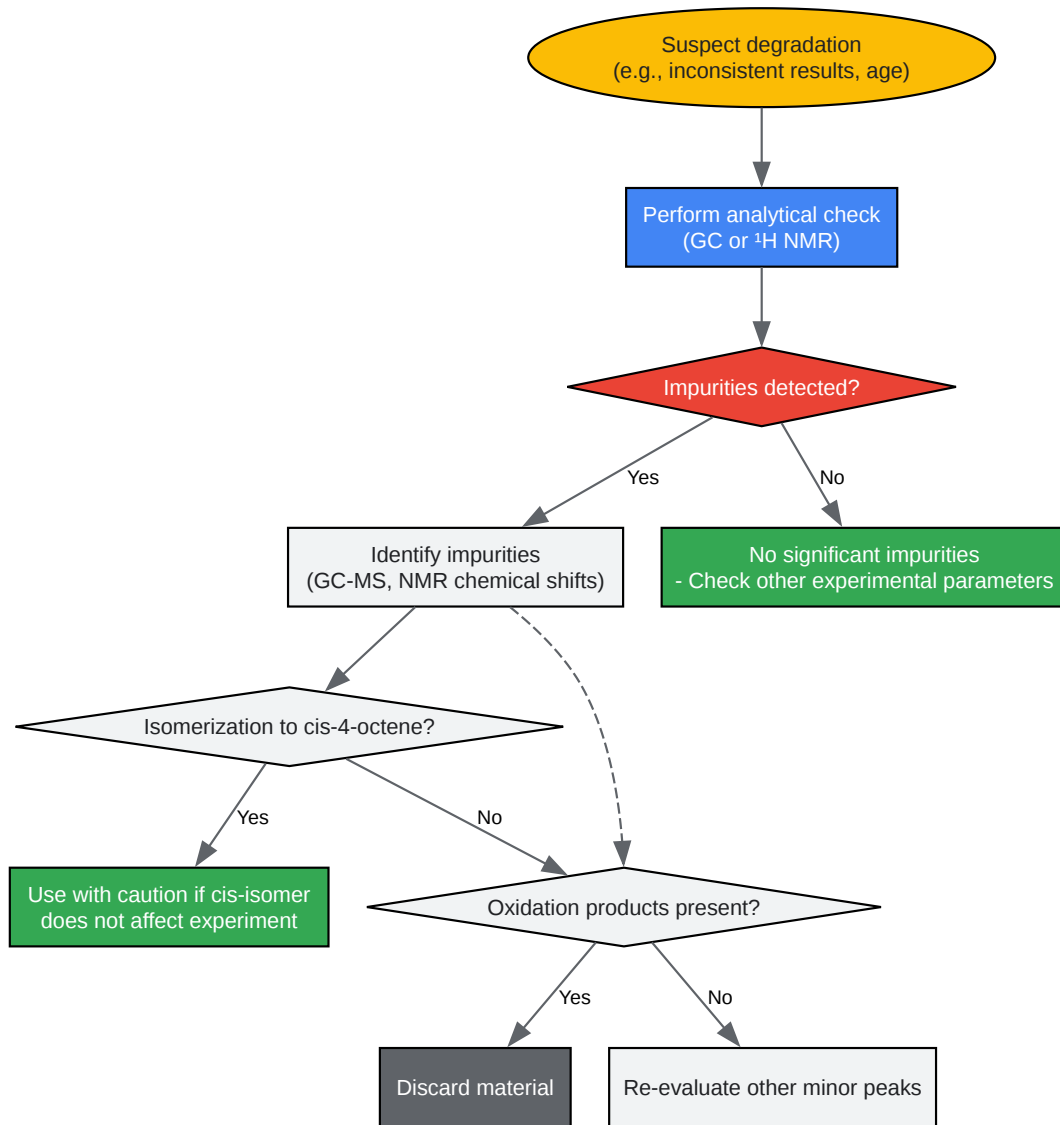 Suspect degradation
(e.g., inconsistent results, age)
Perform analytical check
(GC or ¹H NMR)
Impurities detected?
Yes
No
Identify impurities
(GC-MS, NMR chemical shifts)
No significant impurities
- Check other experimental parameters
Isomerization to cis-4-octene?
Yes
No
Use with caution if cis-isomer
does not affect experiment
Oxidation products present?
Yes
No
Discard material
Re-evaluate other minor peaks